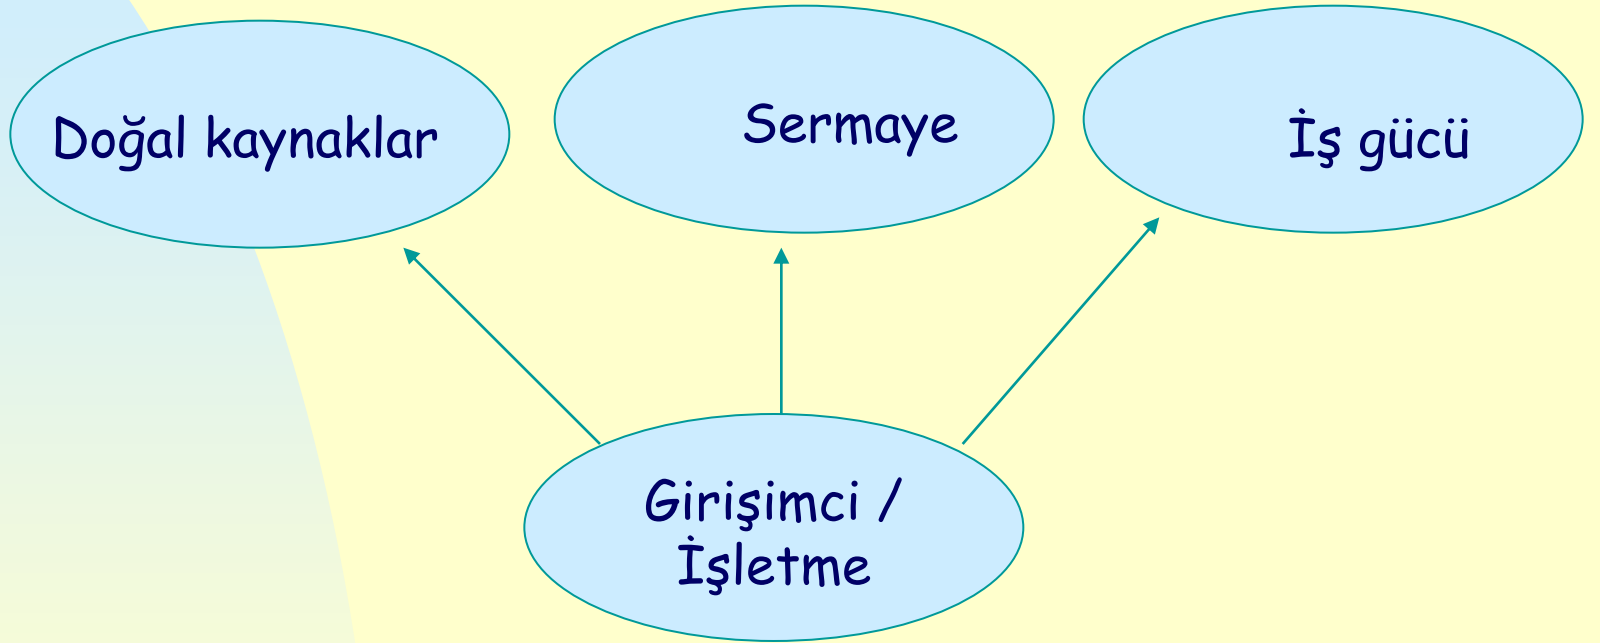 Doğal kaynaklar
Sermaye
İş gücü
Girişimci /
İşletme